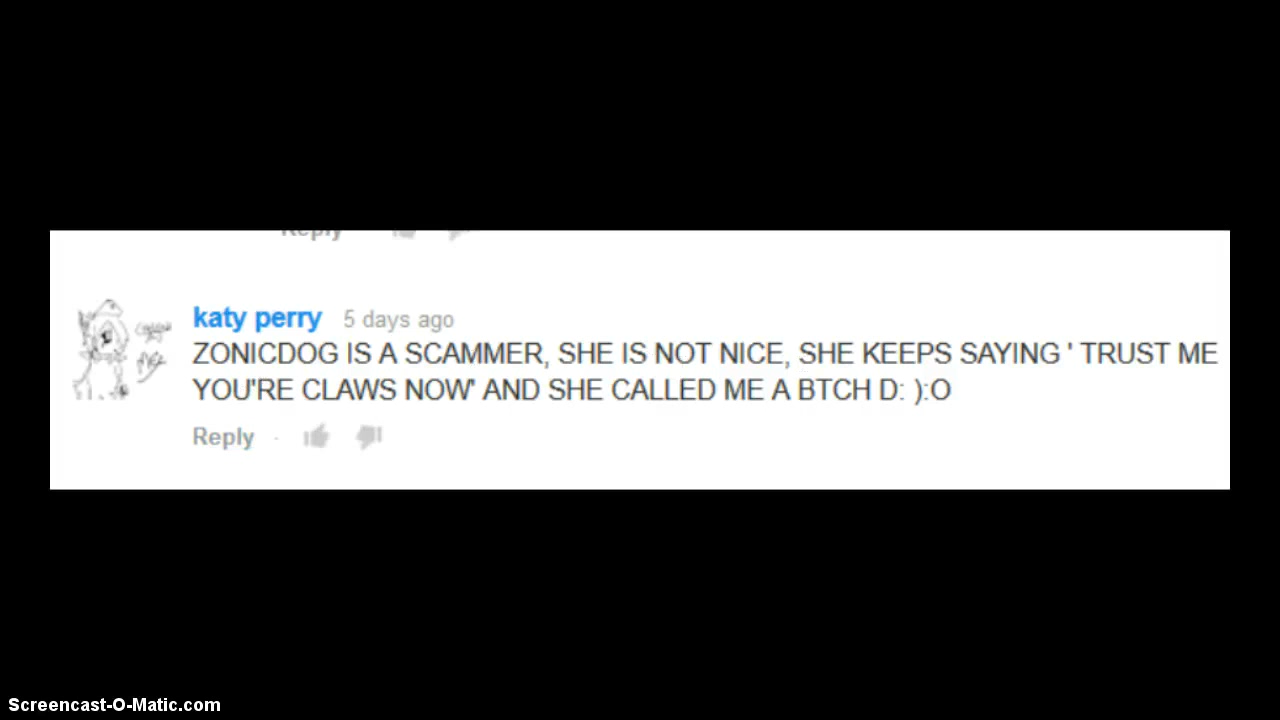 Reply
katy perry 5 days ago
ZONICDOG IS A SCAMMER, SHE IS NOT NICE, SHE KEEPS SAYING ' TRUST ME
YOU'RE CLAWS NOW' AND SHE CALLED ME A BTCH D: ):O
Reply ·
Screencast-O-Matic.com